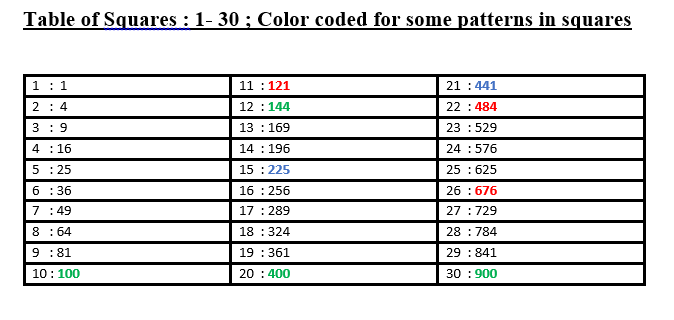 Table of Squares : 1- 30 ; Color coded for some patterns in squares
1 : 1 11 : 121 21 : 441
2 : 4 12 : 144 22 : 484
3 : 9 13 : 169 23 : 529
4 : 16 14 : 196 24 : 576
5 : 25 15 : 225 25 : 625
6 : 36 16 : 256 26 : 676
7 : 49 17 : 289 27 : 729
8 : 64 18 : 324 28 : 784
9 : 81 19 : 361 29 : 841
10 : 100 20 : 400 30 : 900